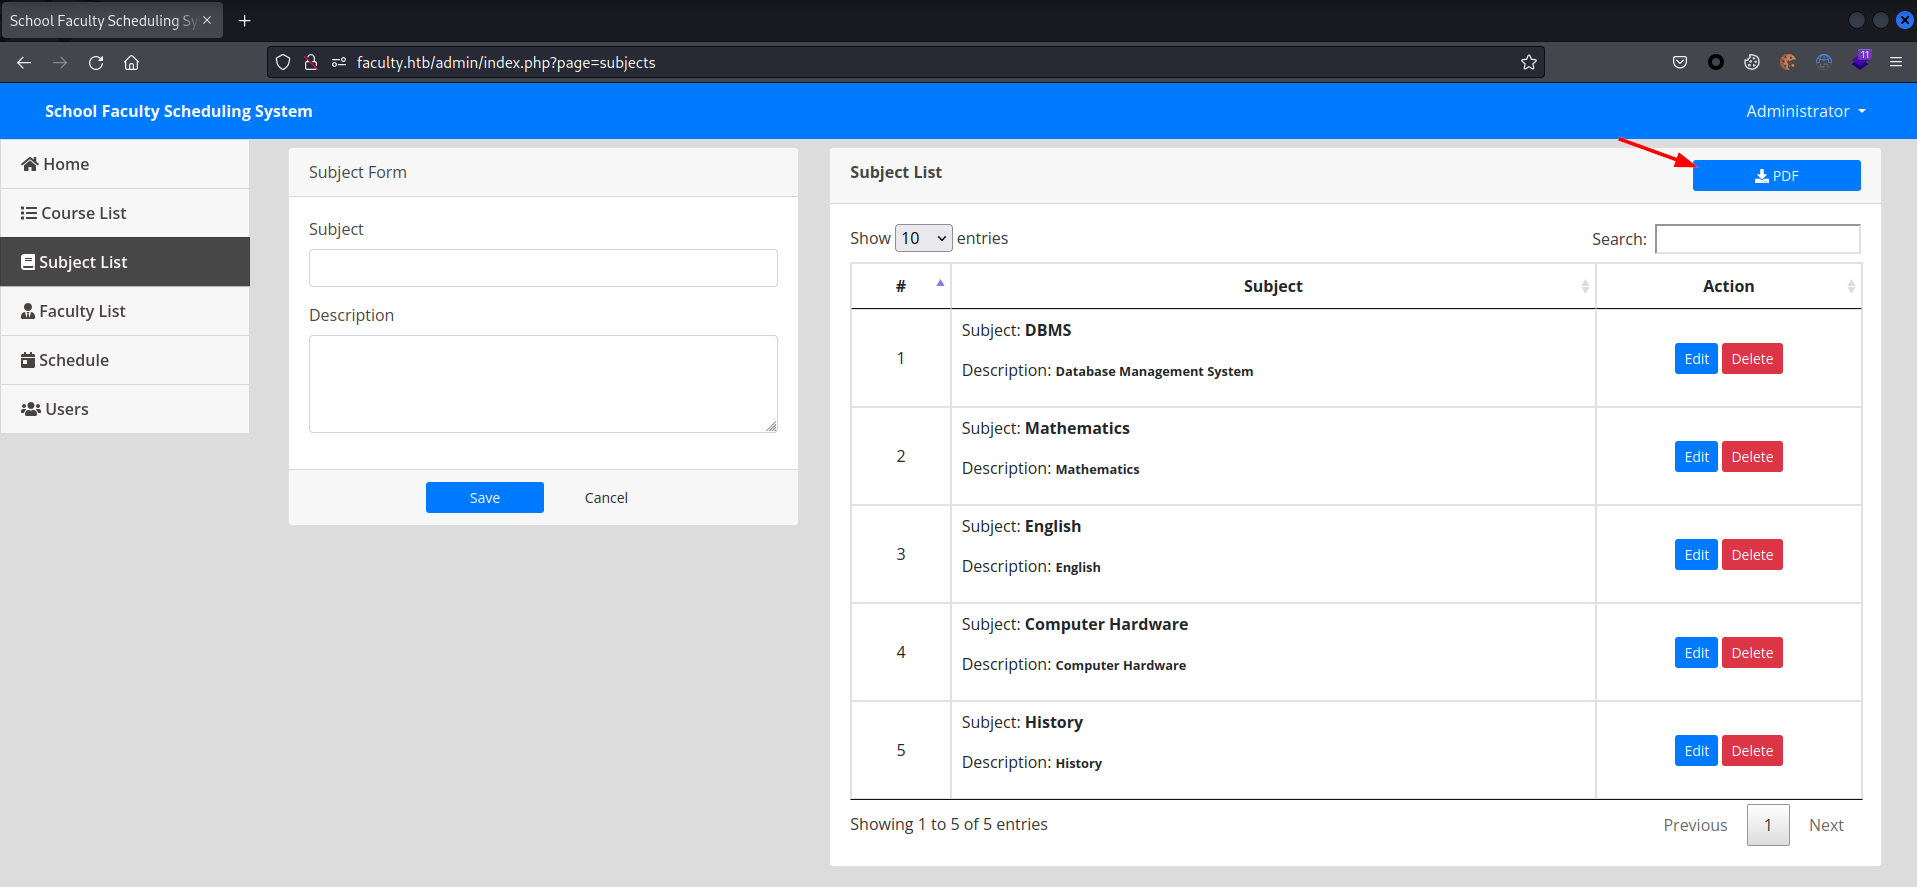 School Faculty Scheduling Sy
faculty.htb/admin/index.php?page=subjects
11
School Faculty Scheduling System
Administrator
Home
Course List
Subject List
Faculty List
Schedule
Users
Subject Form
Subject
Description
Save Cancel
Subject List
PDF
Show 10 entries
Search:
# Subject Action
1
Subject: DBMS
Description: Database Management System
Edit Delete
2
Subject: Mathematics
Description: Mathematics
Edit Delete
3
Subject: English
Description: English
Edit Delete
4
Subject: Computer Hardware
Description: Computer Hardware
Edit Delete
5
Subject: History
Description: History
Edit Delete
Showing 1 to 5 of 5 entries
Previous 1 Next